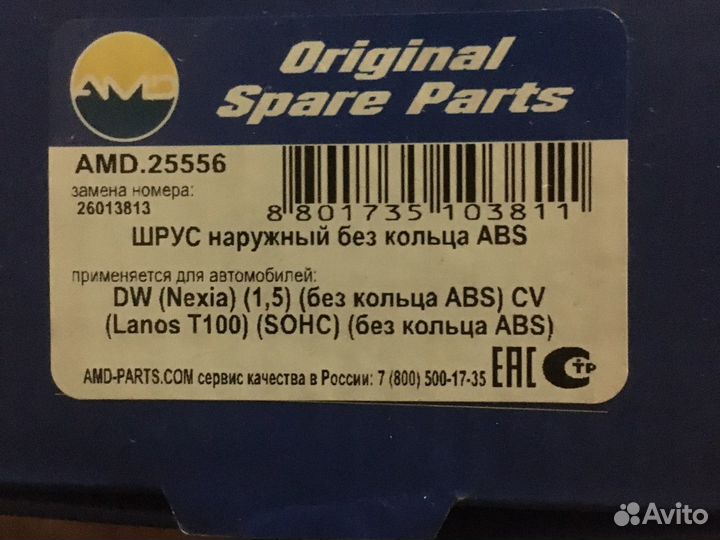 AMD
Original
Spare Parts
AMD.25556
замена номера:
26013813
8 801735 103811
ШРУС наружный без кольца ABS
применяется для автомобилей:
DW (Nexia) (1,5) (без кольца ABS) CV
(Lanos T100) (SOHC) (без кольца ABS)
AMD-PARTS.COM сервис качества в России: 7 (800) 500-17-35 EAC СТР
Avito